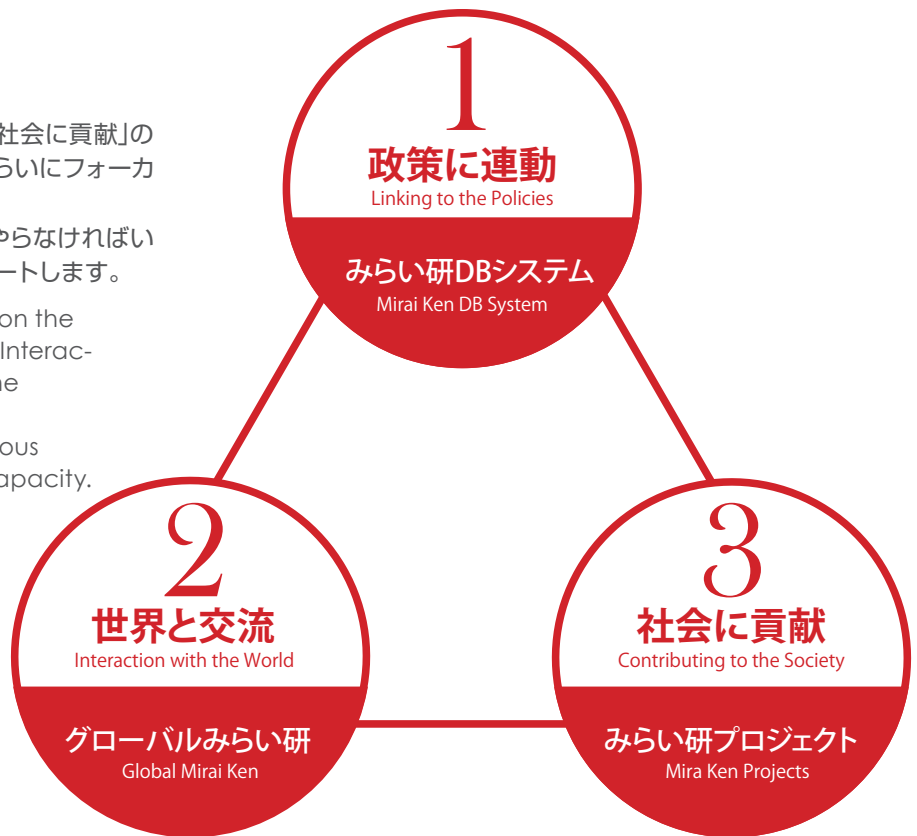 社会に貢献」の
らいにフォーカ
やらなければい
ートします。
on the
Interac-
ous
apacity.
1
政策に連動
Linking to the Policies
みらい研DBシステム
Mirai Ken DB System
2
世界と交流
Interaction with the World
グローバルみらい研
Global Mirai Ken
3
社会に貢献
Contributing to the Society
みらい研プロジェクト
Mira Ken Projects